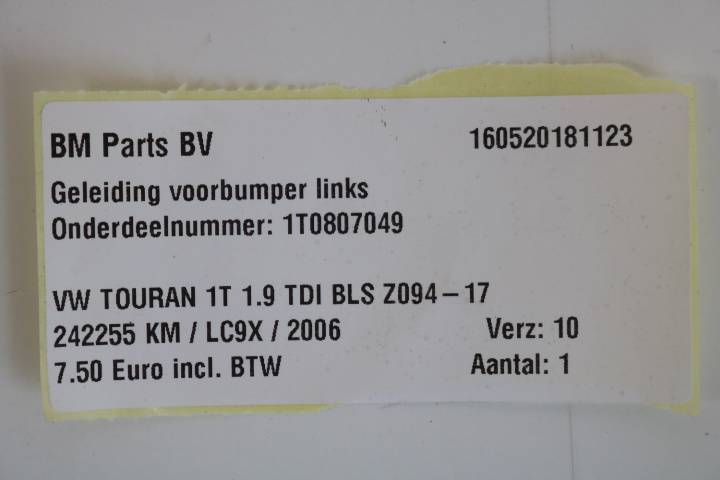 BM Parts BV 160520181123
Geleiding voorbumper links
Onderdeelnummer: 1T0807049
VW TOURAN 1T 1.9 TDI BLS Z094-17
242255 KM / LC9X / 2006 Verz: 10
7.50 Euro incl. BTW Aantal: 1